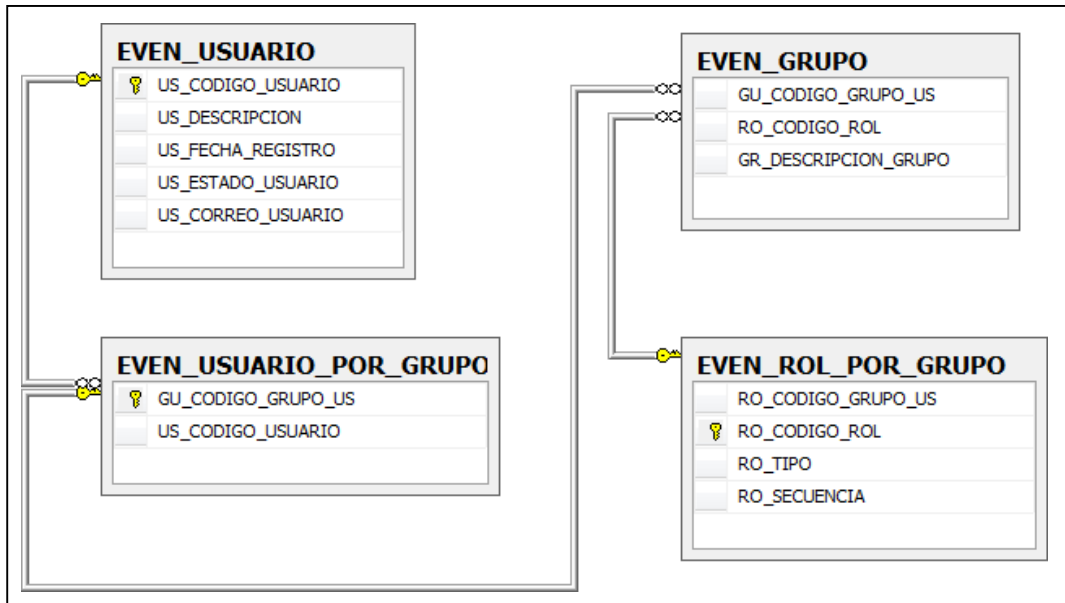 EVEN_USUARIO
US_CODIGO_USUARIO
US_DESCRIPCION
US_FECHA_REGISTRO
US_ESTADO_USUARIO
US_CORREO_USUARIO
EVEN_GRUPO
GU_CODIGO_GRUPO_US
RO_CODIGO_ROL
GR_DESCRIPCION_GRUPO
EVEN_USUARIO_POR_GRUPO
GU_CODIGO_GRUPO_US
US_CODIGO_USUARIO
EVEN_ROL_POR_GRUPO
RO_CODIGO_GRUPO_US
RO_CODIGO_ROL
RO_TIPO
RO_SECUENCIA